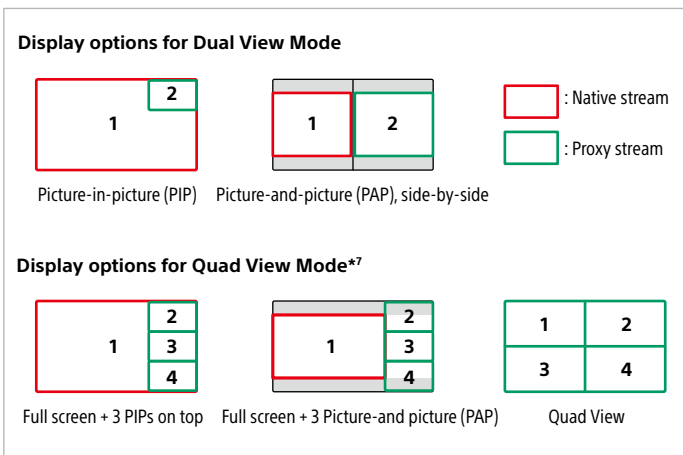 Display options for Dual View Mode
1 2
1 2
: Native stream
: Proxy stream
Picture-in-picture (PIP)
Picture-and-picture (PAP), side-by-side
Display options for Quad View Mode*7
1 2 3 4
1 2 3 4
1 2
3 4
Full screen + 3 PIPs on top
Full screen + 3 Picture-and picture (PAP)
Quad View